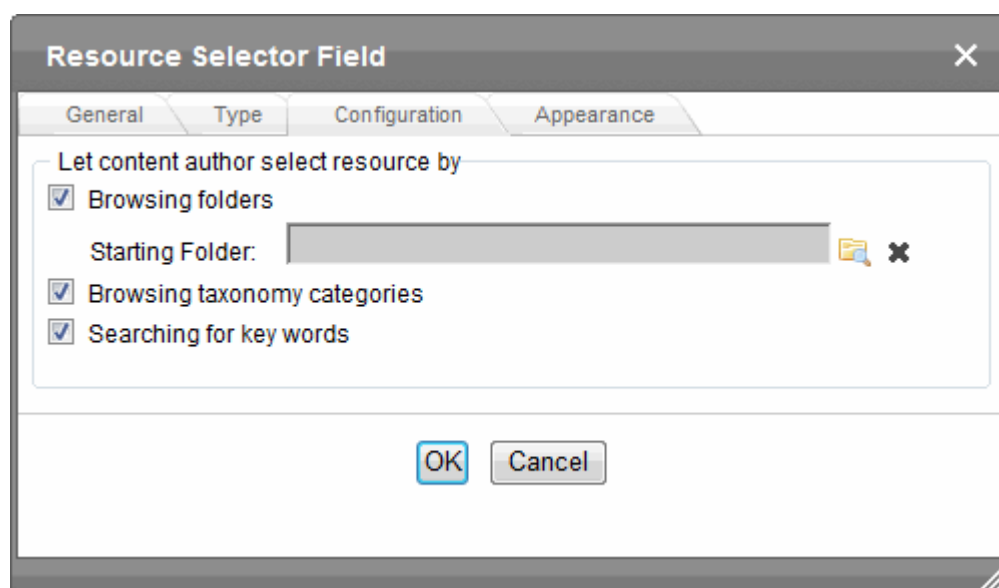 Resource Selector Field
General Type Configuration Appearance
Let content author select resource by
Browsing folders
Starting Folder:
Browsing taxonomy categories
Searching for key words
OK Cancel